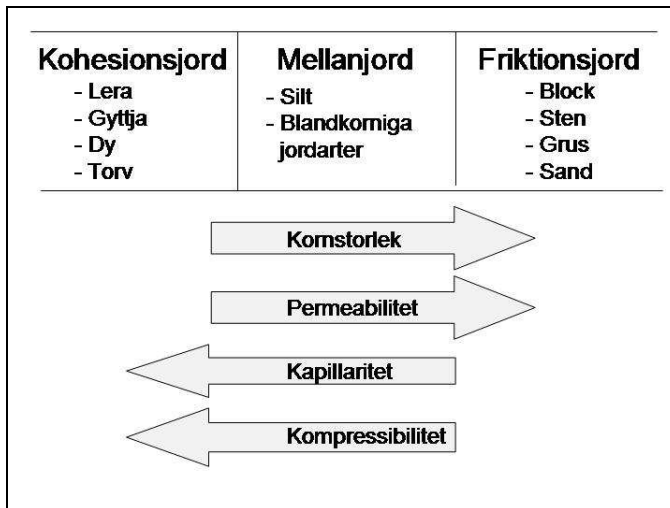 Kohesionsjord
- Lera
- Gyttja
- Dy
- Torv
Mellanjord
- Silt
- Blandkorniga
jordarter
Friktionsjord
- Block
- Sten
- Grus
- Sand
Kornstorlek
Permeabilitet
Kapillaritet
Kompressibilitet